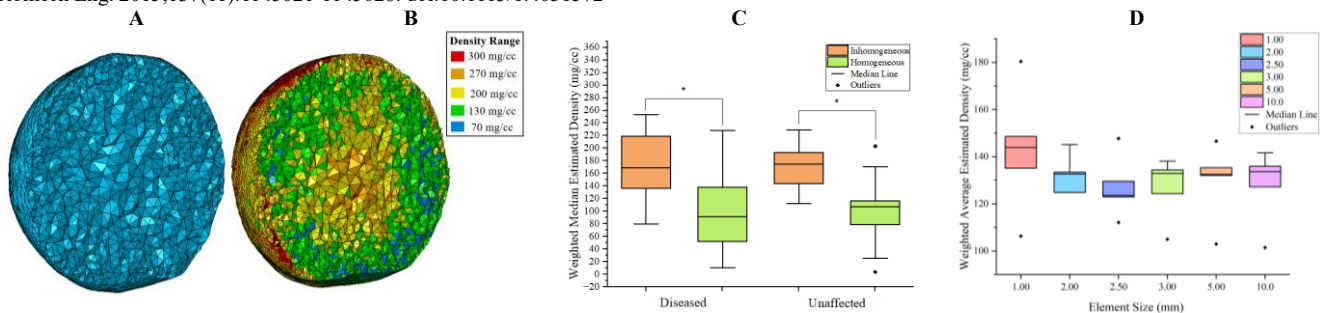 A
B
C
D
Density Range
300 mg/cc
270 mg/cc
200 mg/cc
130 mg/cc
70 mg/cc
Weighted Median Estimated Density (mg/cc)
360
340
320
300
280
260
240
220
200
180
160
140
120
100
80
60
40
20
0
−20
Inhomogeneous
Homogeneous
Median Line
Outliers
*
*
Diseased
Unaffected
Weighted Average Estimated Density (mg/cc)
180
160
140
120
100
1.00
2.00
2.50
3.00
5.00
10.0
Median Line
Outliers
1.00
2.00
2.50
3.00
5.00
10.0
Element Size (mm)